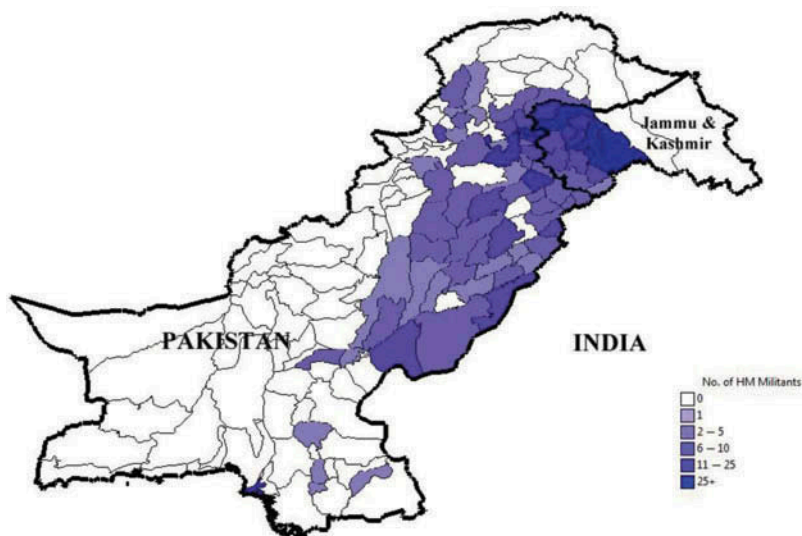 Jammu &
Kashmir
PAKISTAN
INDIA
No. of HM Militants
0
1
2 – 5
6 – 10
11 – 25
25+